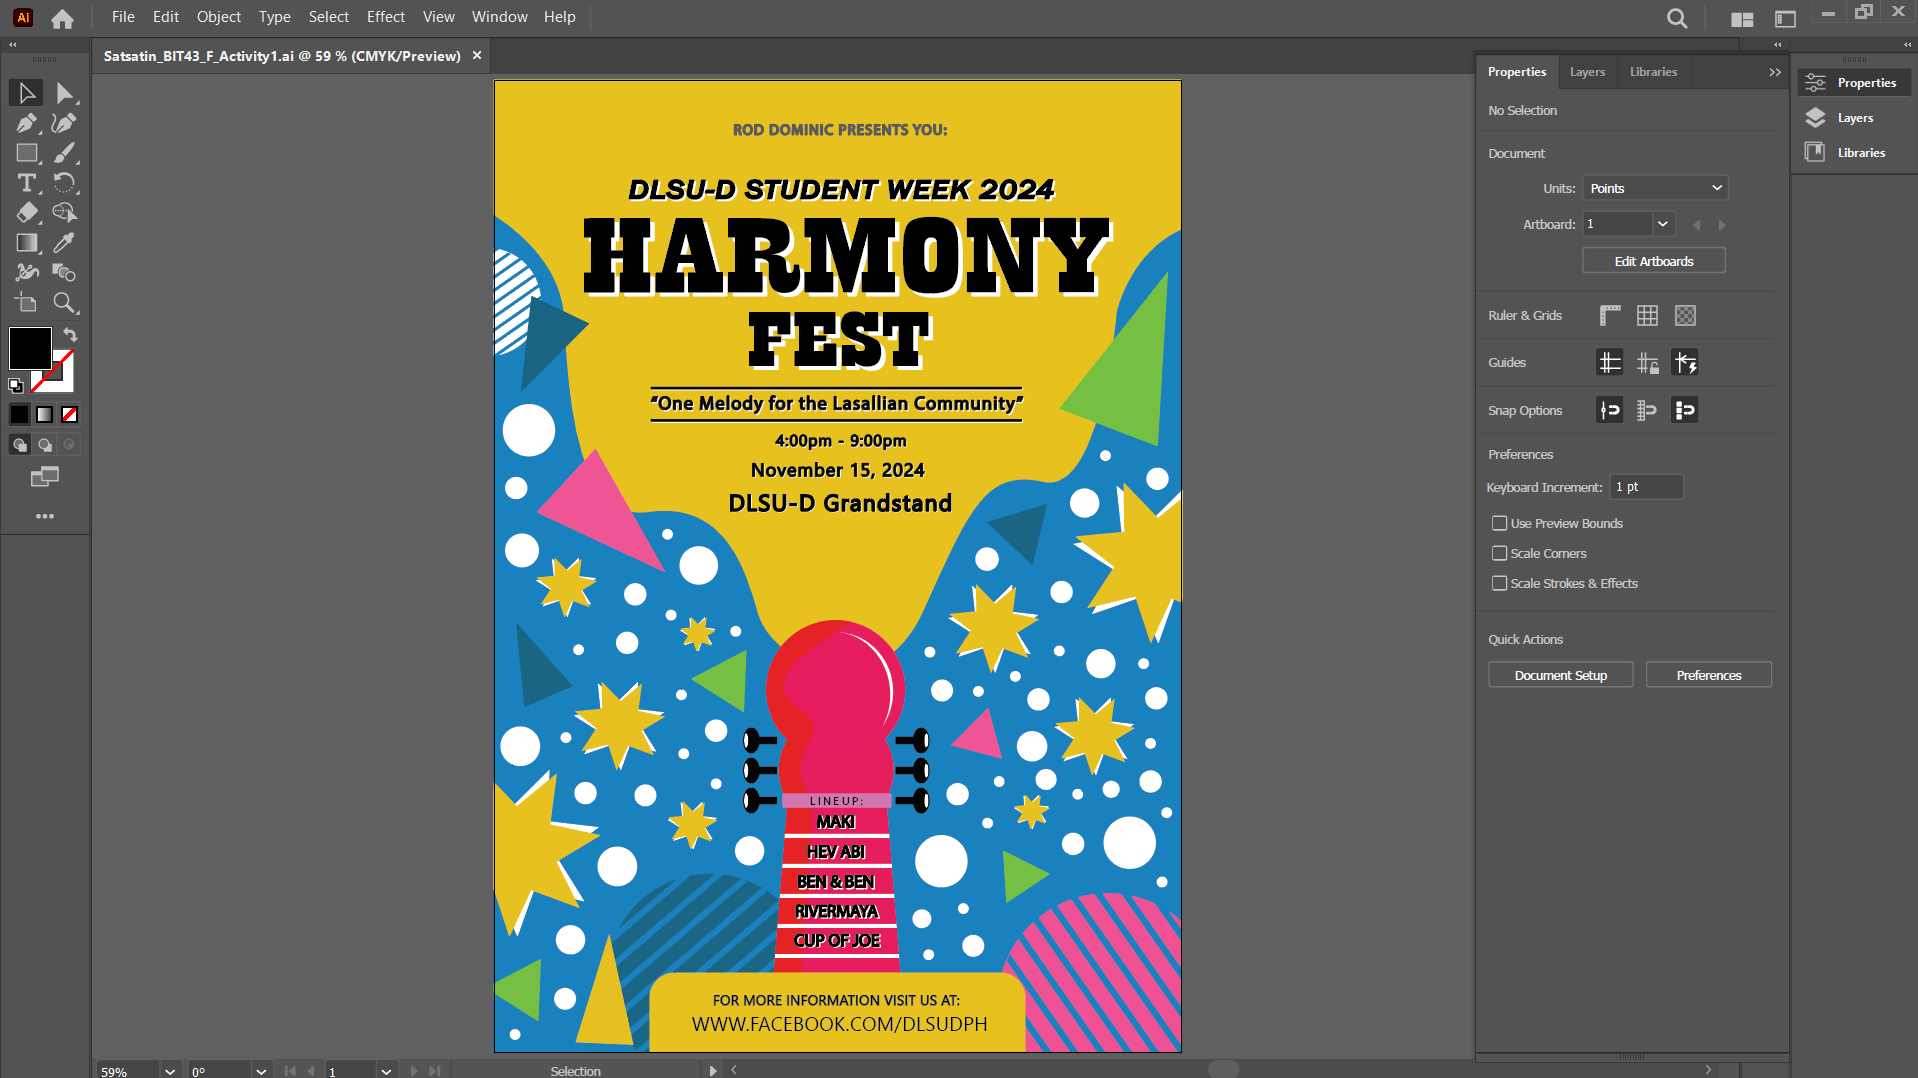 Ai
File Edit Object Type Select Effect View Window Help
Satsatin_BIT43_F_Activity1.ai @ 59 % (CMYK/Preview) ×
ROD DOMINIC PRESENTS YOU:
DLSU-D STUDENT WEEK 2024
HARMONY
FEST
“One Melody for the Lasallian Community”
4:00pm - 9:00pm
November 15, 2024
DLSU-D Grandstand
LINEUP:
MAKI
HEV ABI
BEN & BEN
RIVERMAYA
CUP OF JOE
FOR MORE INFORMATION VISIT US AT:
WWW.FACEBOOK.COM/DLSUDPH
59%
0°
1
Selection
Properties Layers Libraries
No Selection
Document
Units: Points
Artboard: 1
Edit Artboards
Ruler & Grids
Guides
Snap Options
Preferences
Keyboard Increment: 1 pt
Use Preview Bounds
Scale Corners
Scale Strokes & Effects
Quick Actions
Document Setup Preferences
Properties
Layers
Libraries